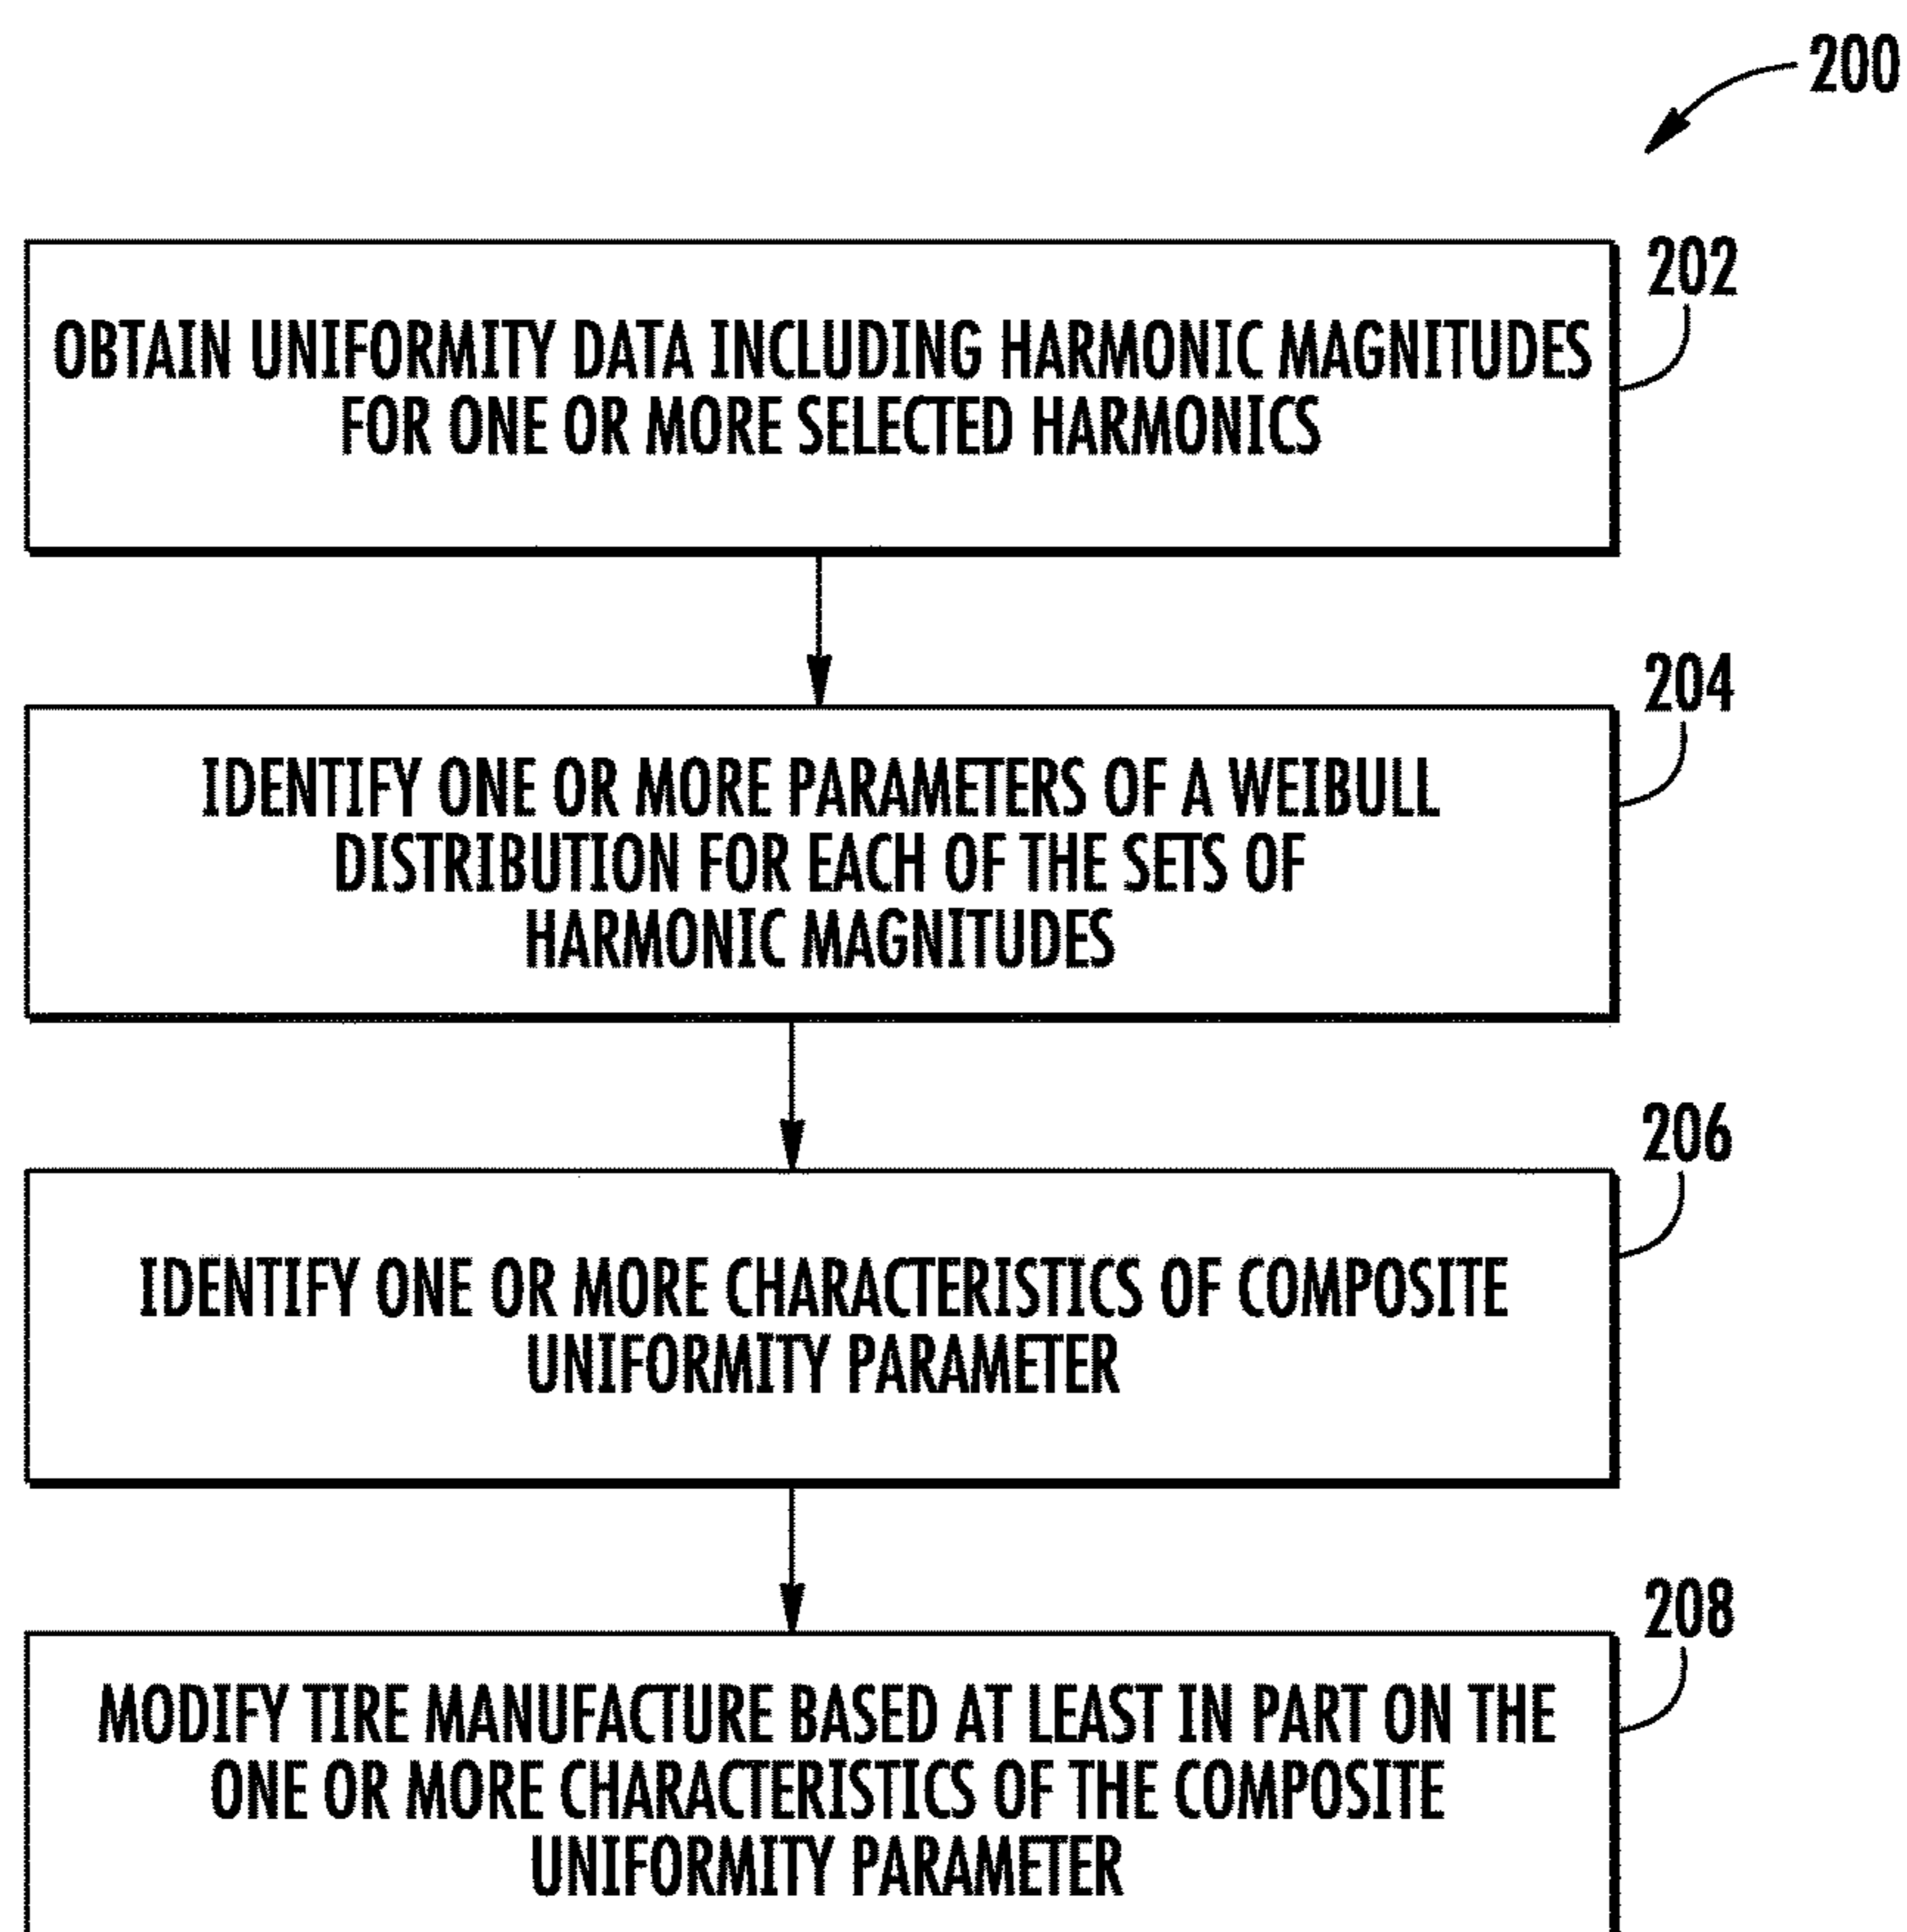 200
202
OBTAIN UNIFORMITY DATA INCLUDING HARMONIC MAGNITUDES
FOR ONE OR MORE SELECTED HARMONICS
204
IDENTIFY ONE OR MORE PARAMETERS OF A WEIBULL
DISTRIBUTION FOR EACH OF THE SETS OF
HARMONIC MAGNITUDES
206
IDENTIFY ONE OR MORE CHARACTERISTICS OF COMPOSITE
UNIFORMITY PARAMETER
208
MODIFY TIRE MANUFACTURE BASED AT LEAST IN PART ON THE
ONE OR MORE CHARACTERISTICS OF THE COMPOSITE
UNIFORMITY PARAMETER